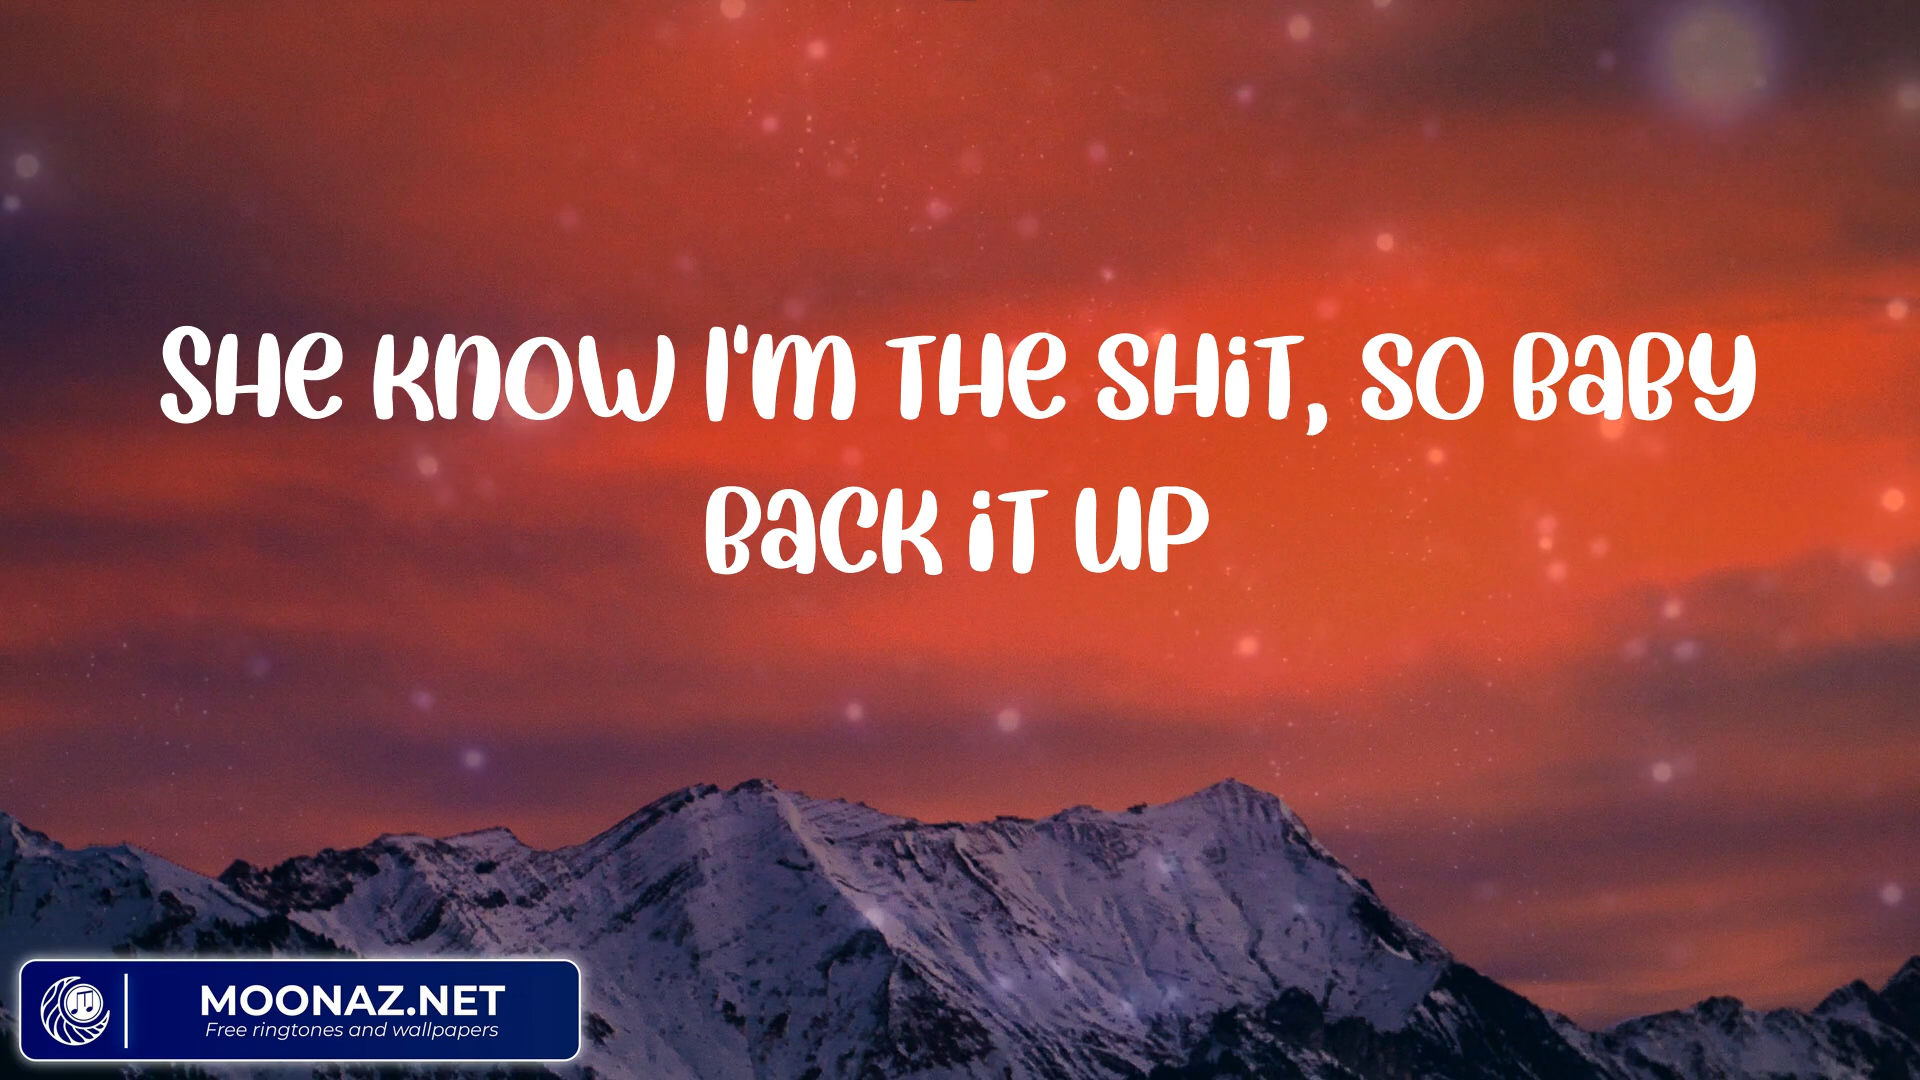 SHe KnOW I'm THe SHiT, SO BaBy
BaCK iT UP
MOONAZ.NET
Free ringtones and wallpapers